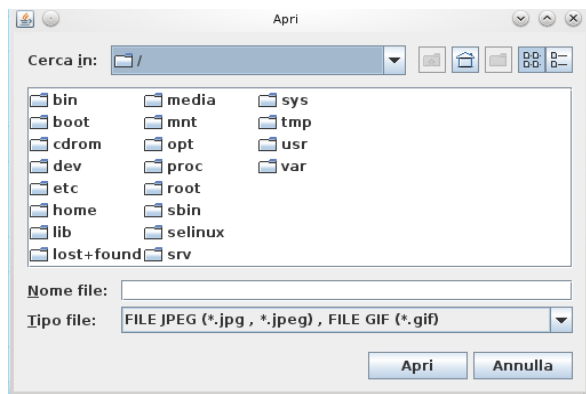 Apri
Cerca in: /
bin media sys
boot mnt tmp
cdrom opt usr
dev proc var
etc root
home sbin
lib selinux
lost+found srv
Nome file:
Tipo file: FILE JPEG (*.jpg , *.jpeg) , FILE GIF (*.gif)
Apri Annulla